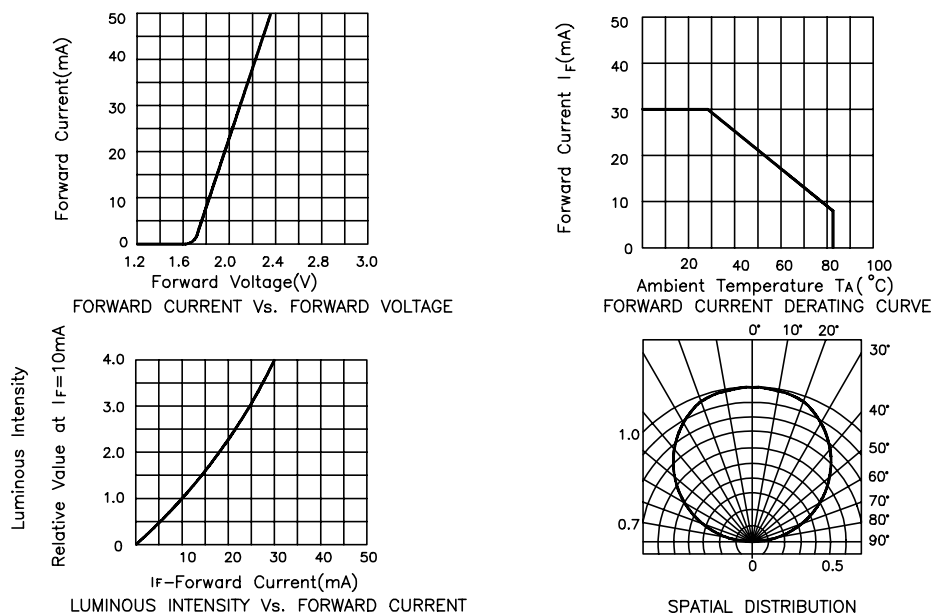 Forward Current(mA)
50
40
30
20
10
0
1.2 1.6 2.0 2.4 2.8 3.0
Forward Voltage(V)
FORWARD CURRENT Vs. FORWARD VOLTAGE
Forward Current IF(mA)
50
40
30
20
10
0
20 40 60 80 100
Ambient Temperature TA(°C)
FORWARD CURRENT DERATING CURVE
Luminous Intensity
Relative Value at IF=10mA
4.0
3.0
2.0
1.0
0
10 20 30 40 50
IF-Forward Current(mA)
LUMINOUS INTENSITY Vs. FORWARD CURRENT
0° 10° 20°
30°
40°
1.0
50°
60°
70°
0.7
80°
90°
0 0.5
SPATIAL DISTRIBUTION